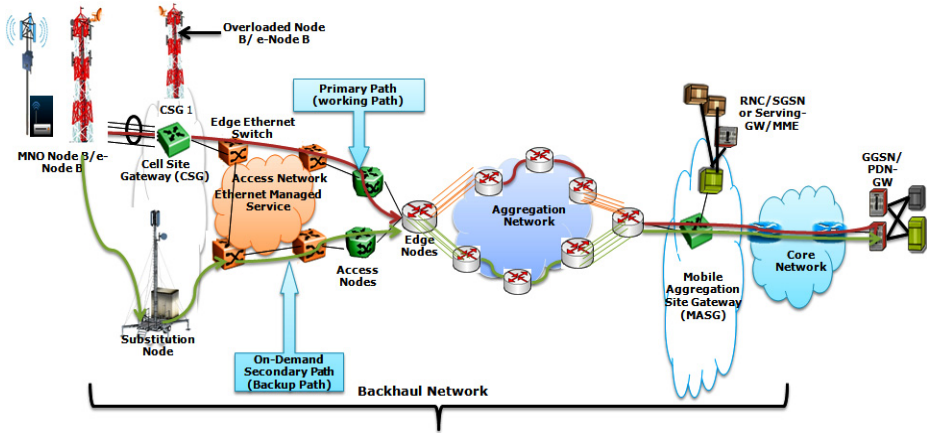 Overloaded Node
B/ e-Node B
Primary Path
(working Path)
RNC/SGSN
or Serving-
GW/MME
CSG 1
Edge Ethernet
Switch
MNO Node B/e-
Node B
Cell Site
Gateway (CSG)
Access Network
Ethernet Managed
Service
GGSN/
PDN-
GW
Aggregation
Network
Edge
Nodes
Access
Nodes
Core
Network
Mobile
Aggregation
Site Gateway
(MASG)
Substitution
Node
On-Demand
Secondary Path
(Backup Path)
Backhaul Network